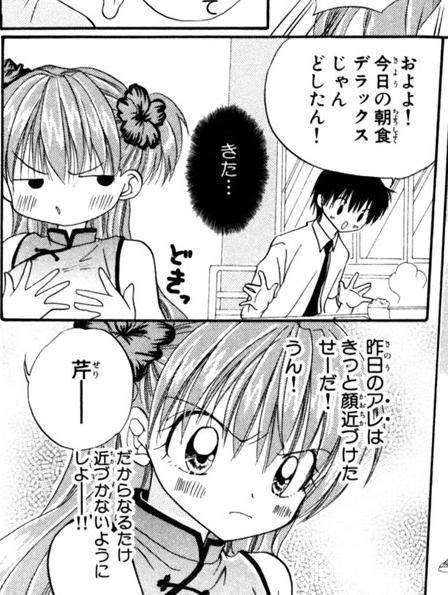 て
およよ！
今日の朝食
デラックス
じゃん
どしたん！
きた…
どきっ
昨日のアレは
きっと顔近づけた
せーだ！
うん！
芹
だからなるたけ
近づかないように
しよ――!!